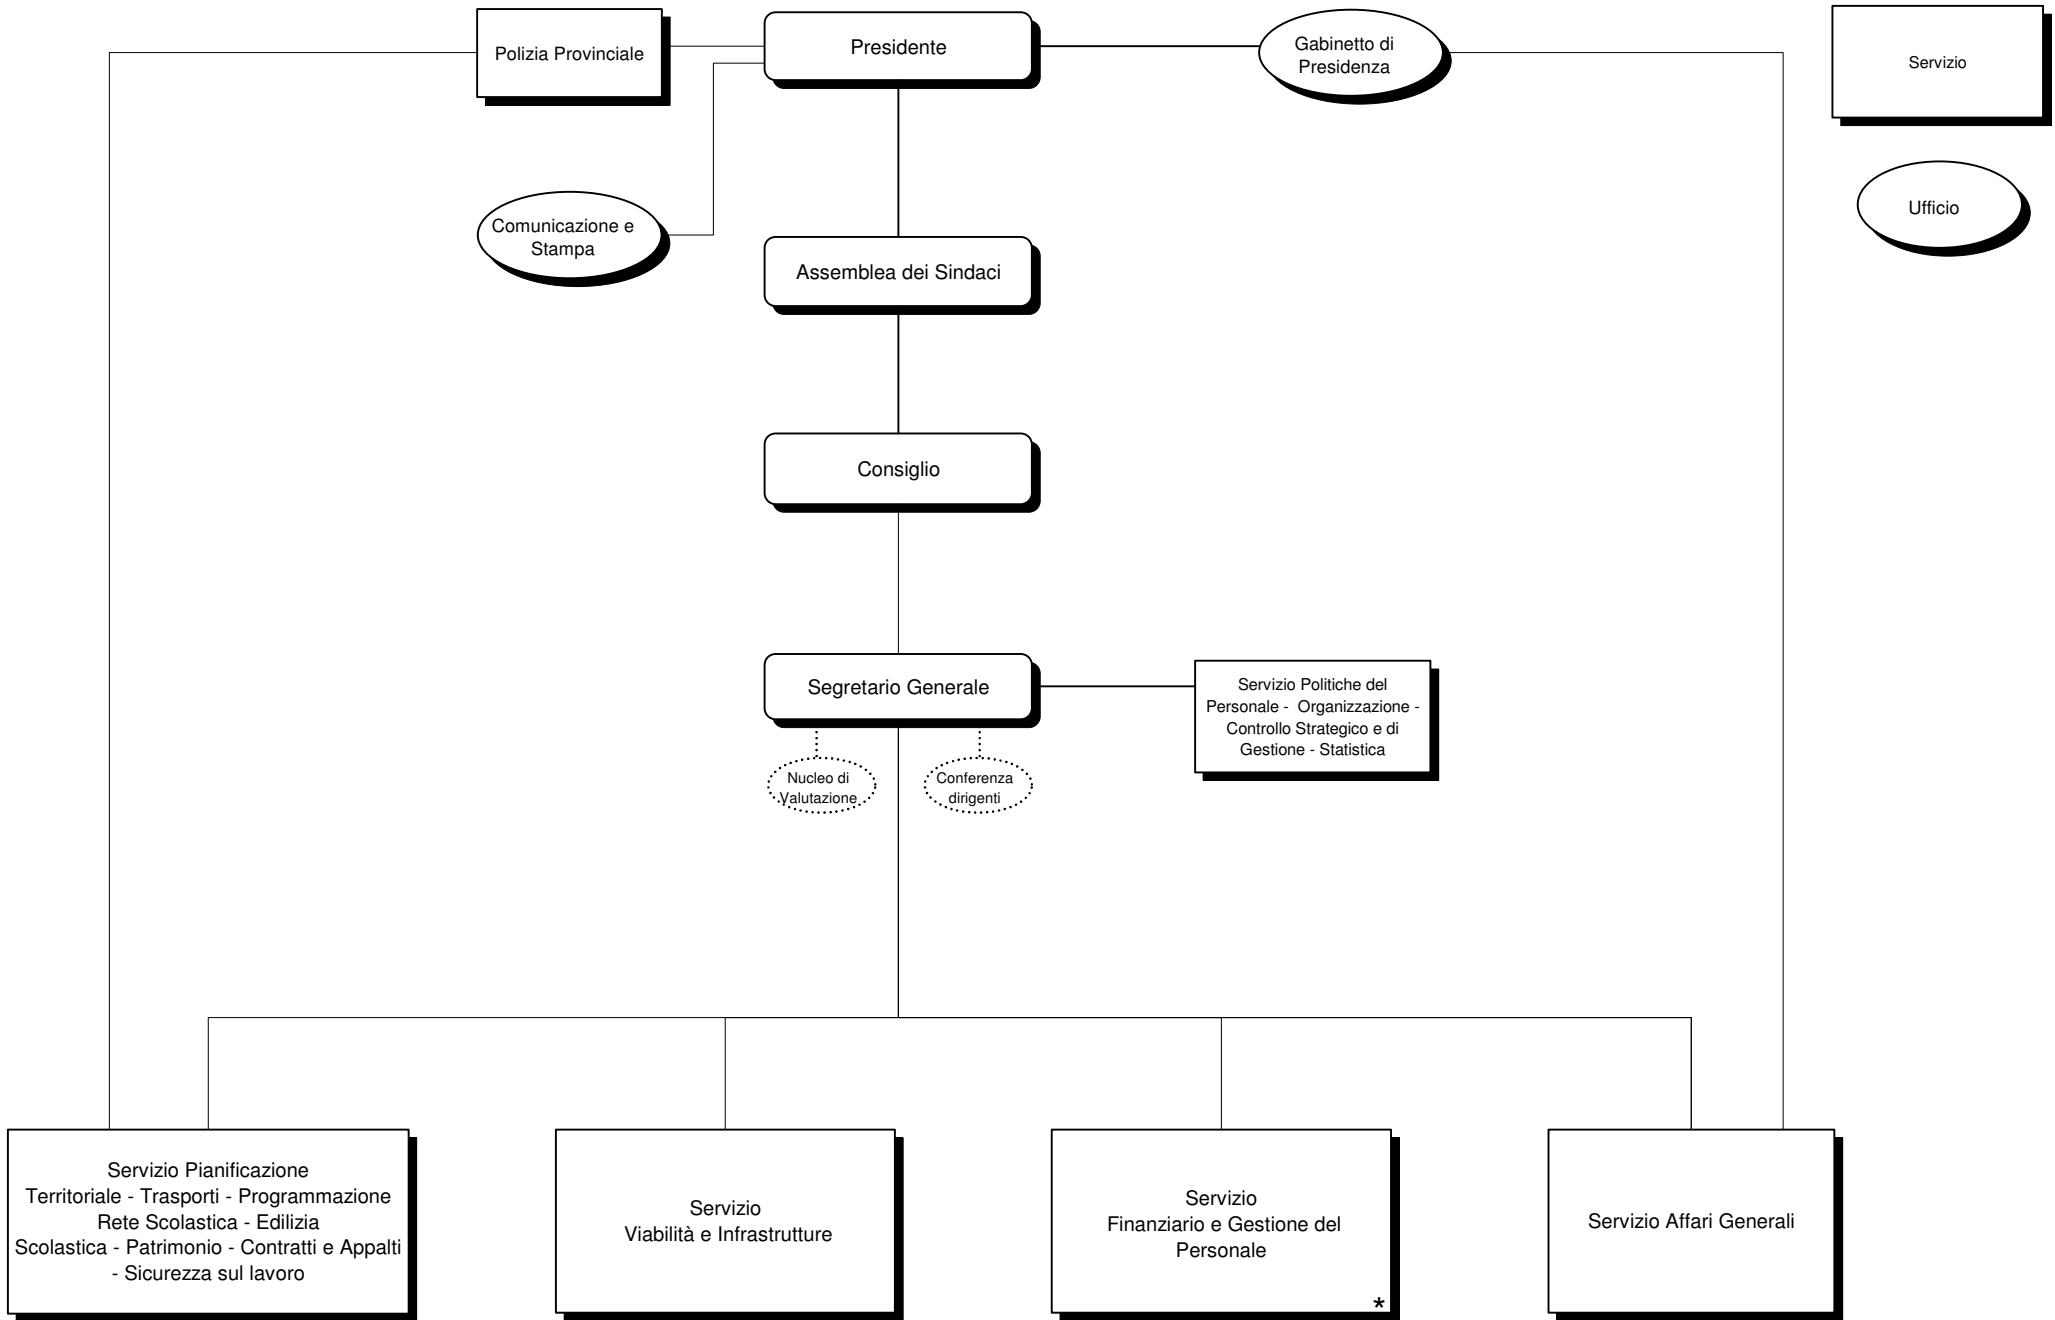 Polizia Provinciale
Presidente
Gabinetto di
Presidenza
Servizio
Comunicazione e
Stampa
Ufficio
Assemblea dei Sindaci
Consiglio
Segretario Generale
Servizio Politiche del
Personale - Organizzazione -
Controllo Strategico e di
Gestione - Statistica
Nucleo di
Valutazione
Conferenza
dirigenti
Servizio Pianificazione
Territoriale - Trasporti - Programmazione
Rete Scolastica - Edilizia
Scolastica - Patrimonio - Contratti e Appalti
- Sicurezza sul lavoro
Servizio
Viabilità e Infrastrutture
Servizio
Finanziario e Gestione del
Personale
*
Servizio Affari Generali